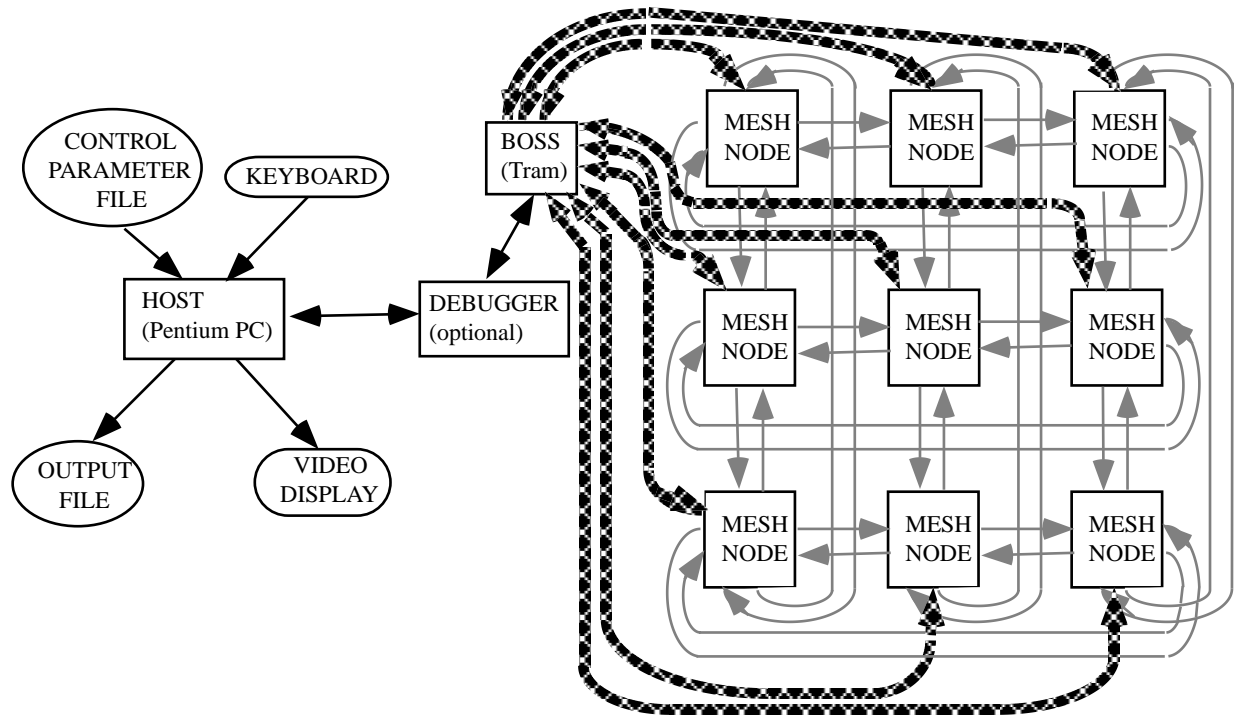 CONTROL
PARAMETER
FILE
KEYBOARD
HOST
(Pentium PC)
OUTPUT
FILE
VIDEO
DISPLAY
DEBUGGER
(optional)
BOSS
(Tram)
MESH
NODE
MESH
NODE
MESH
NODE
MESH
NODE
MESH
NODE
MESH
NODE
MESH
NODE
MESH
NODE
MESH
NODE